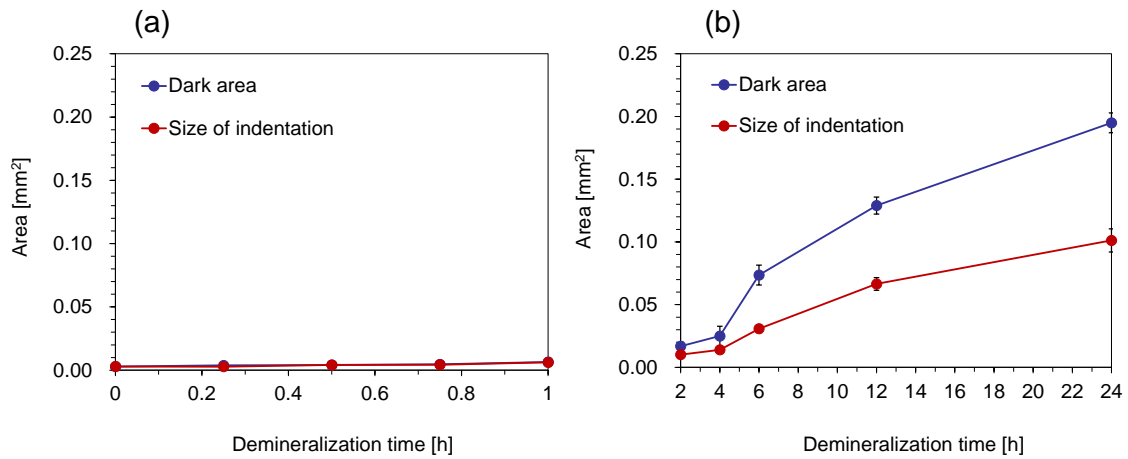 (a)
0.25
0.20
0.15
0.10
0.05
0.00
Area [mm²]
Dark area
Size of indentation
0 0.2 0.4 0.6 0.8 1
Demineralization time [h]
(b)
0.25
0.20
0.15
0.10
0.05
0.00
Area [mm²]
Dark area
Size of indentation
2 4 6 8 10 12 14 16 18 20 22 24
Demineralization time [h]